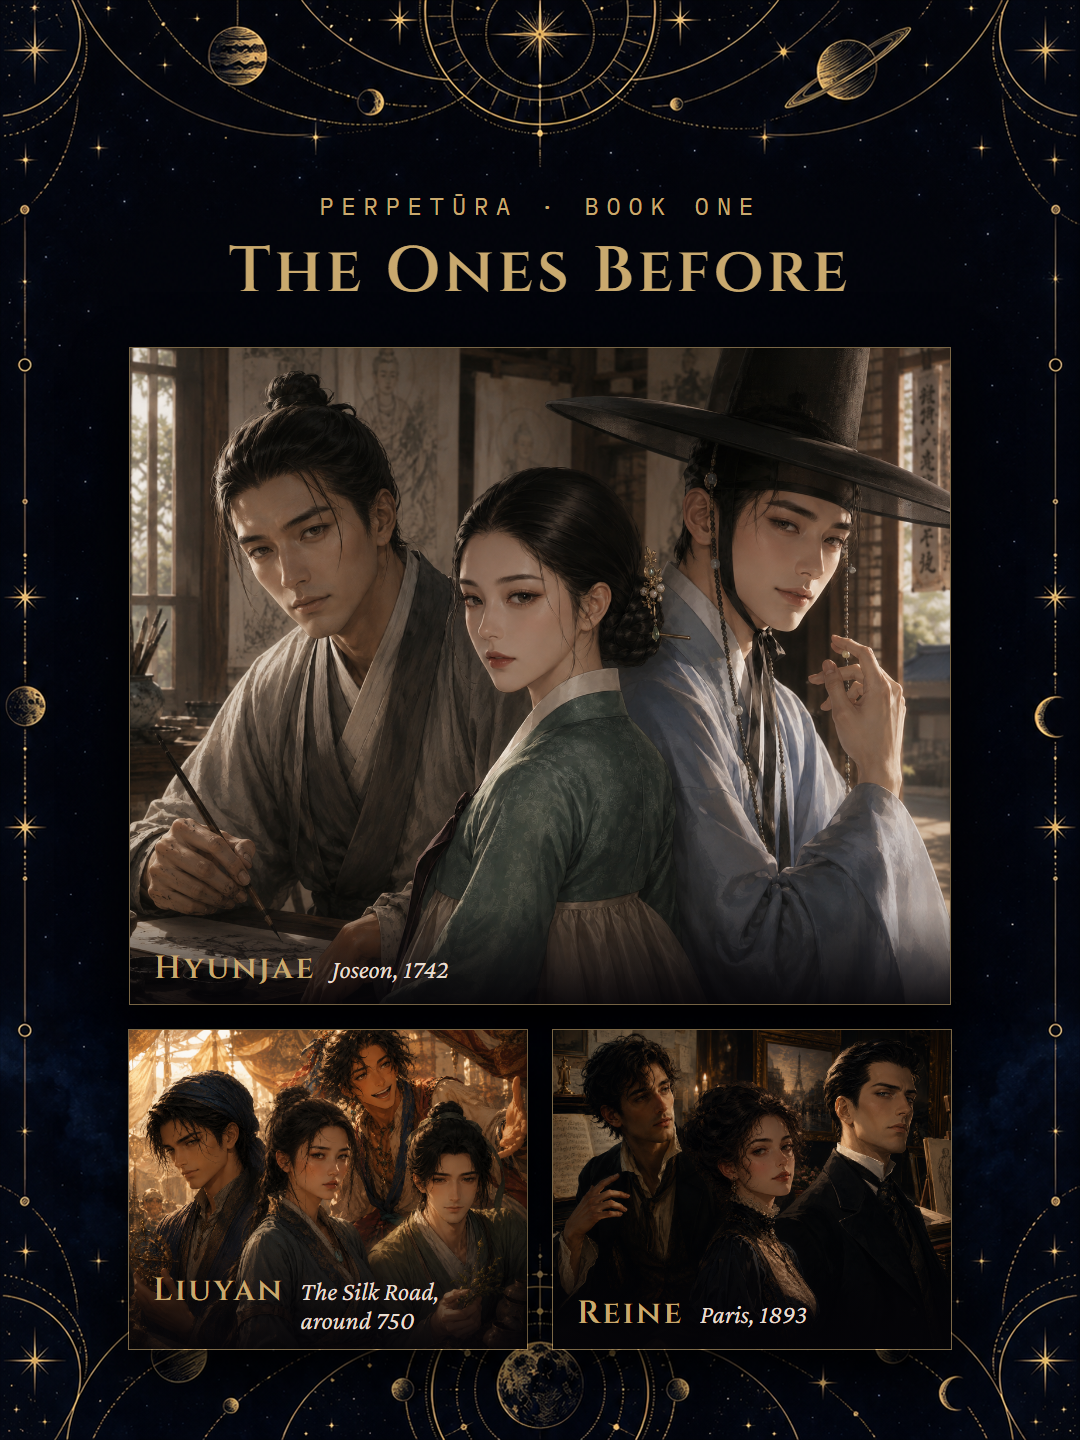 PERPETŪRA · BOOK ONE
THE ONES BEFORE
HYUNJAE Joseon, 1742
LIUYAN The Silk Road,
around 750
REINE Paris, 1893